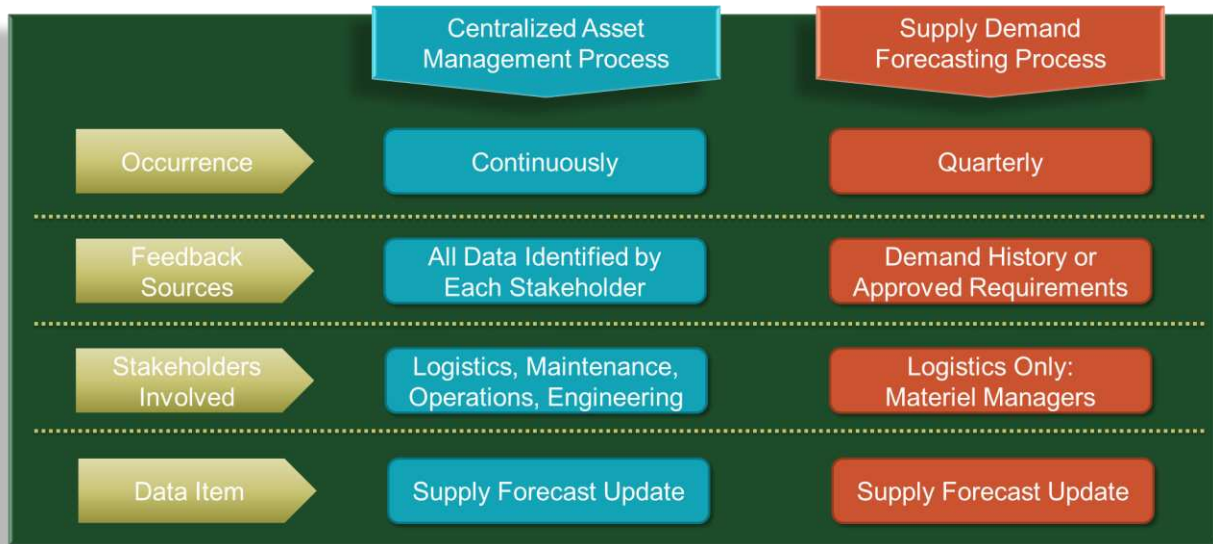 Centralized Asset
Management Process
Supply Demand
Forecasting Process
Occurrence
Continuously
Quarterly
Feedback
Sources
All Data Identified by
Each Stakeholder
Demand History or
Approved Requirements
Stakeholders
Involved
Logistics, Maintenance,
Operations, Engineering
Logistics Only:
Materiel Managers
Data Item
Supply Forecast Update
Supply Forecast Update